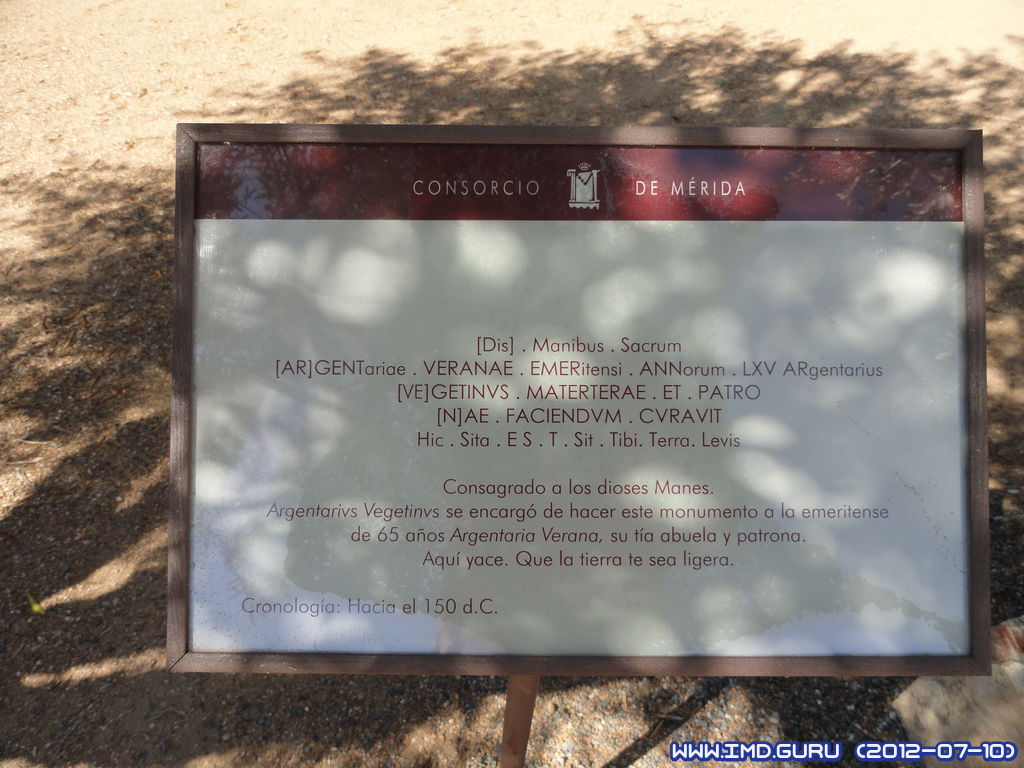 CONSORCIO DE MÉRIDA
[Dis] . Manibus . Sacrum
[AR]GENTariae . VERANAE . EMERitensi . ANNorum . LXV ARgentarius
[VE]GETINVS . MATERTERAE . ET . PATRO
[N]AE . FACIENDVM . CVRAVIT
Hic . Sita . E S . T . Sit . Tibi. Terra. Levis
Consagrado a los dioses Manes.
Argentarivs Vegetinvs se encargó de hacer este monumento a la emeritense
de 65 años Argentaria Verana, su tía abuela y patrona.
Aquí yace. Que la tierra te sea ligera.
Cronología: Hacia el 150 d.C.
WWW.IMD.GURU (2012-07-10)